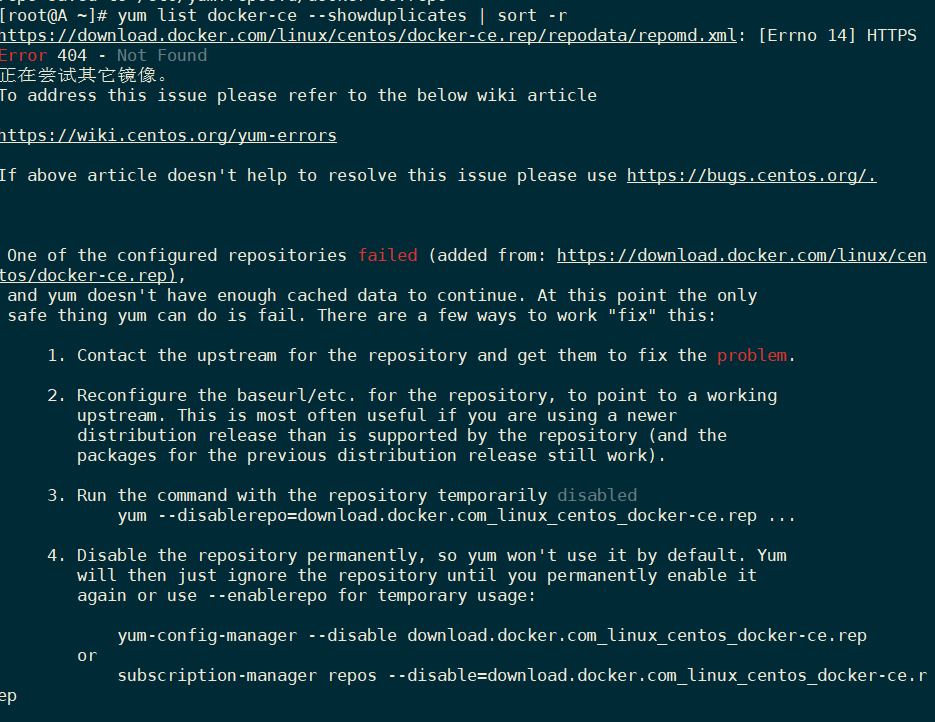 [root@A ~]# yum list docker-ce --showduplicates | sort -r
https://download.docker.com/linux/centos/docker-ce.rep/repodata/repomd.xml: [Errno 14] HTTPS
Error 404 - Not Found
正在尝试其它镜像。
To address this issue please refer to the below wiki article
https://wiki.centos.org/yum-errors
If above article doesn't help to resolve this issue please use https://bugs.centos.org/.
One of the configured repositories failed (added from: https://download.docker.com/linux/cen
tos/docker-ce.rep),
and yum doesn't have enough cached data to continue. At this point the only
safe thing yum can do is fail. There are a few ways to work "fix" this:
1. Contact the upstream for the repository and get them to fix the problem.
2. Reconfigure the baseurl/etc. for the repository, to point to a working
upstream. This is most often useful if you are using a newer
distribution release than is supported by the repository (and the
packages for the previous distribution release still work).
3. Run the command with the repository temporarily disabled
yum --disablerepo=download.docker.com_linux_centos_docker-ce.rep ...
4. Disable the repository permanently, so yum won't use it by default. Yum
will then just ignore the repository until you permanently enable it
again or use --enablerepo for temporary usage:
yum-config-manager --disable download.docker.com_linux_centos_docker-ce.rep
or
subscription-manager repos --disable=download.docker.com_linux_centos_docker-ce.r
ep